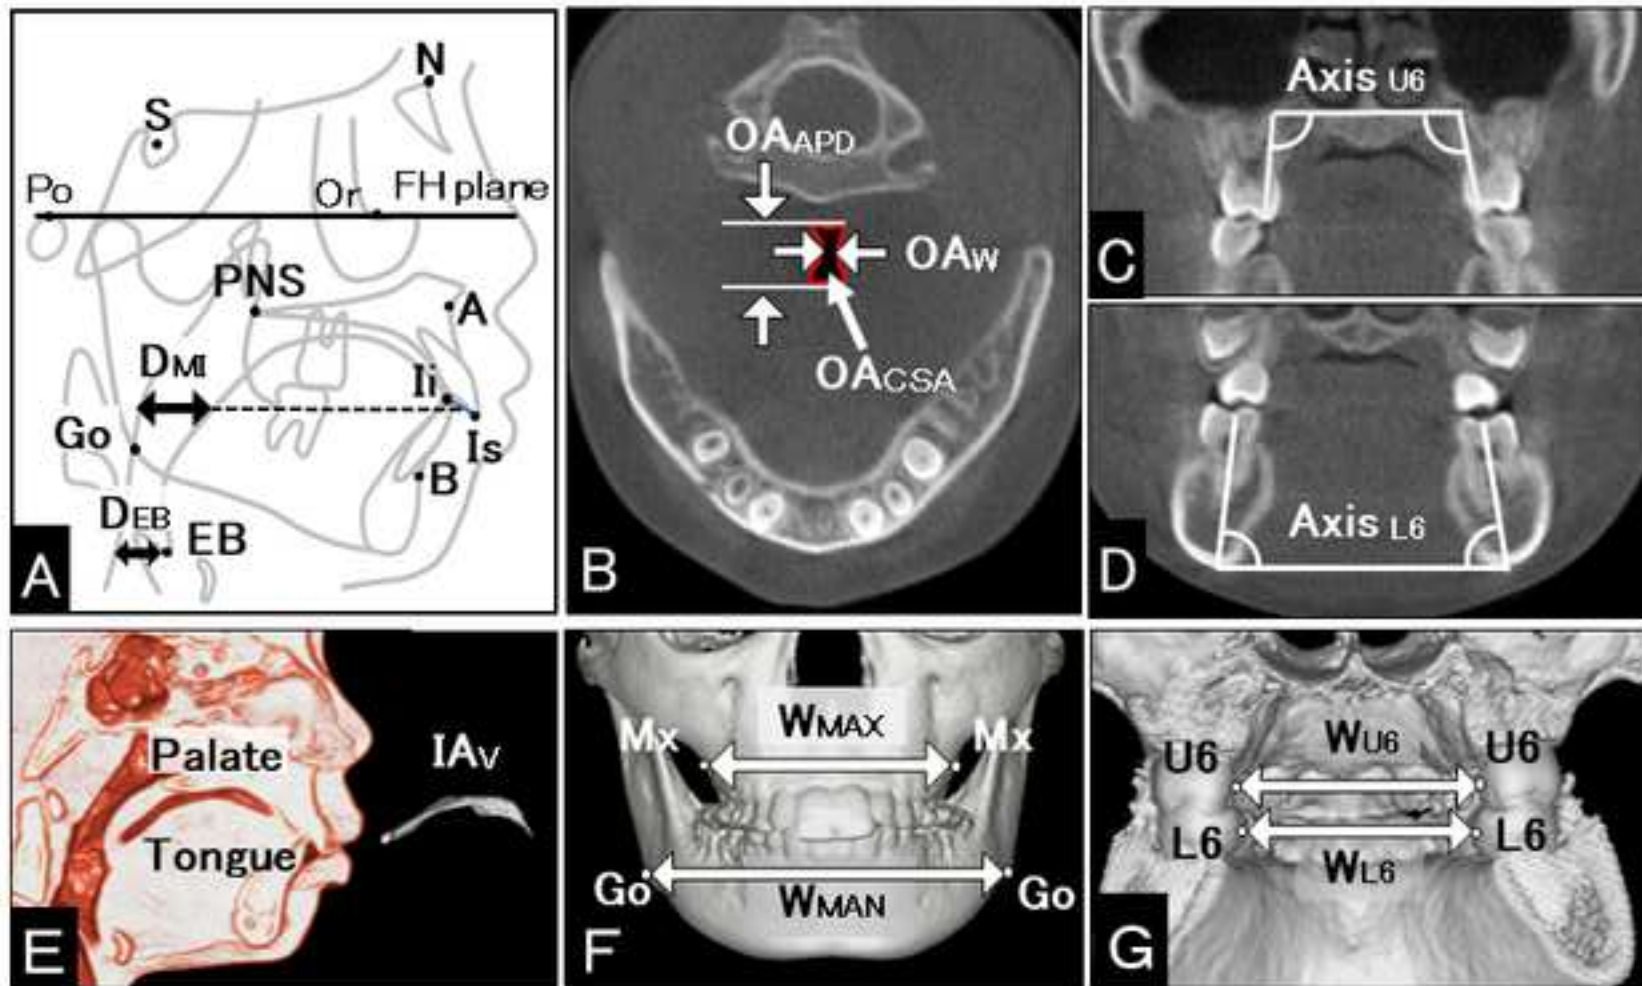 N
S
Po
Or
FH plane
PNS
A
DMI
Ii
Go
Is
B
DEB
EB
A
OAAPD
OAW
OACSA
B
Axis U6
C
Axis L6
D
Palate
IAV
Tongue
E
WMAX
Mx
Mx
Go
Go
WMAN
F
WU6
U6
U6
L6
L6
WL6
G